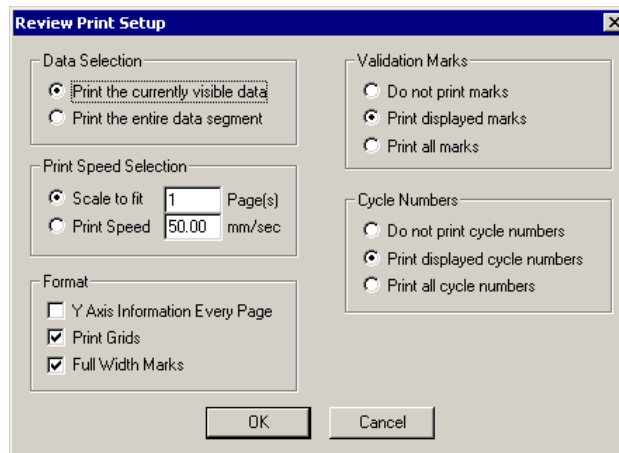 Review Print Setup
Data Selection
Print the currently visible data
Print the entire data segment
Print Speed Selection
Scale to fit 1 Page(s)
Print Speed 50.00 mm/sec
Format
Y Axis Information Every Page
Print Grids
Full Width Marks
Validation Marks
Do not print marks
Print displayed marks
Print all marks
Cycle Numbers
Do not print cycle numbers
Print displayed cycle numbers
Print all cycle numbers
OK Cancel